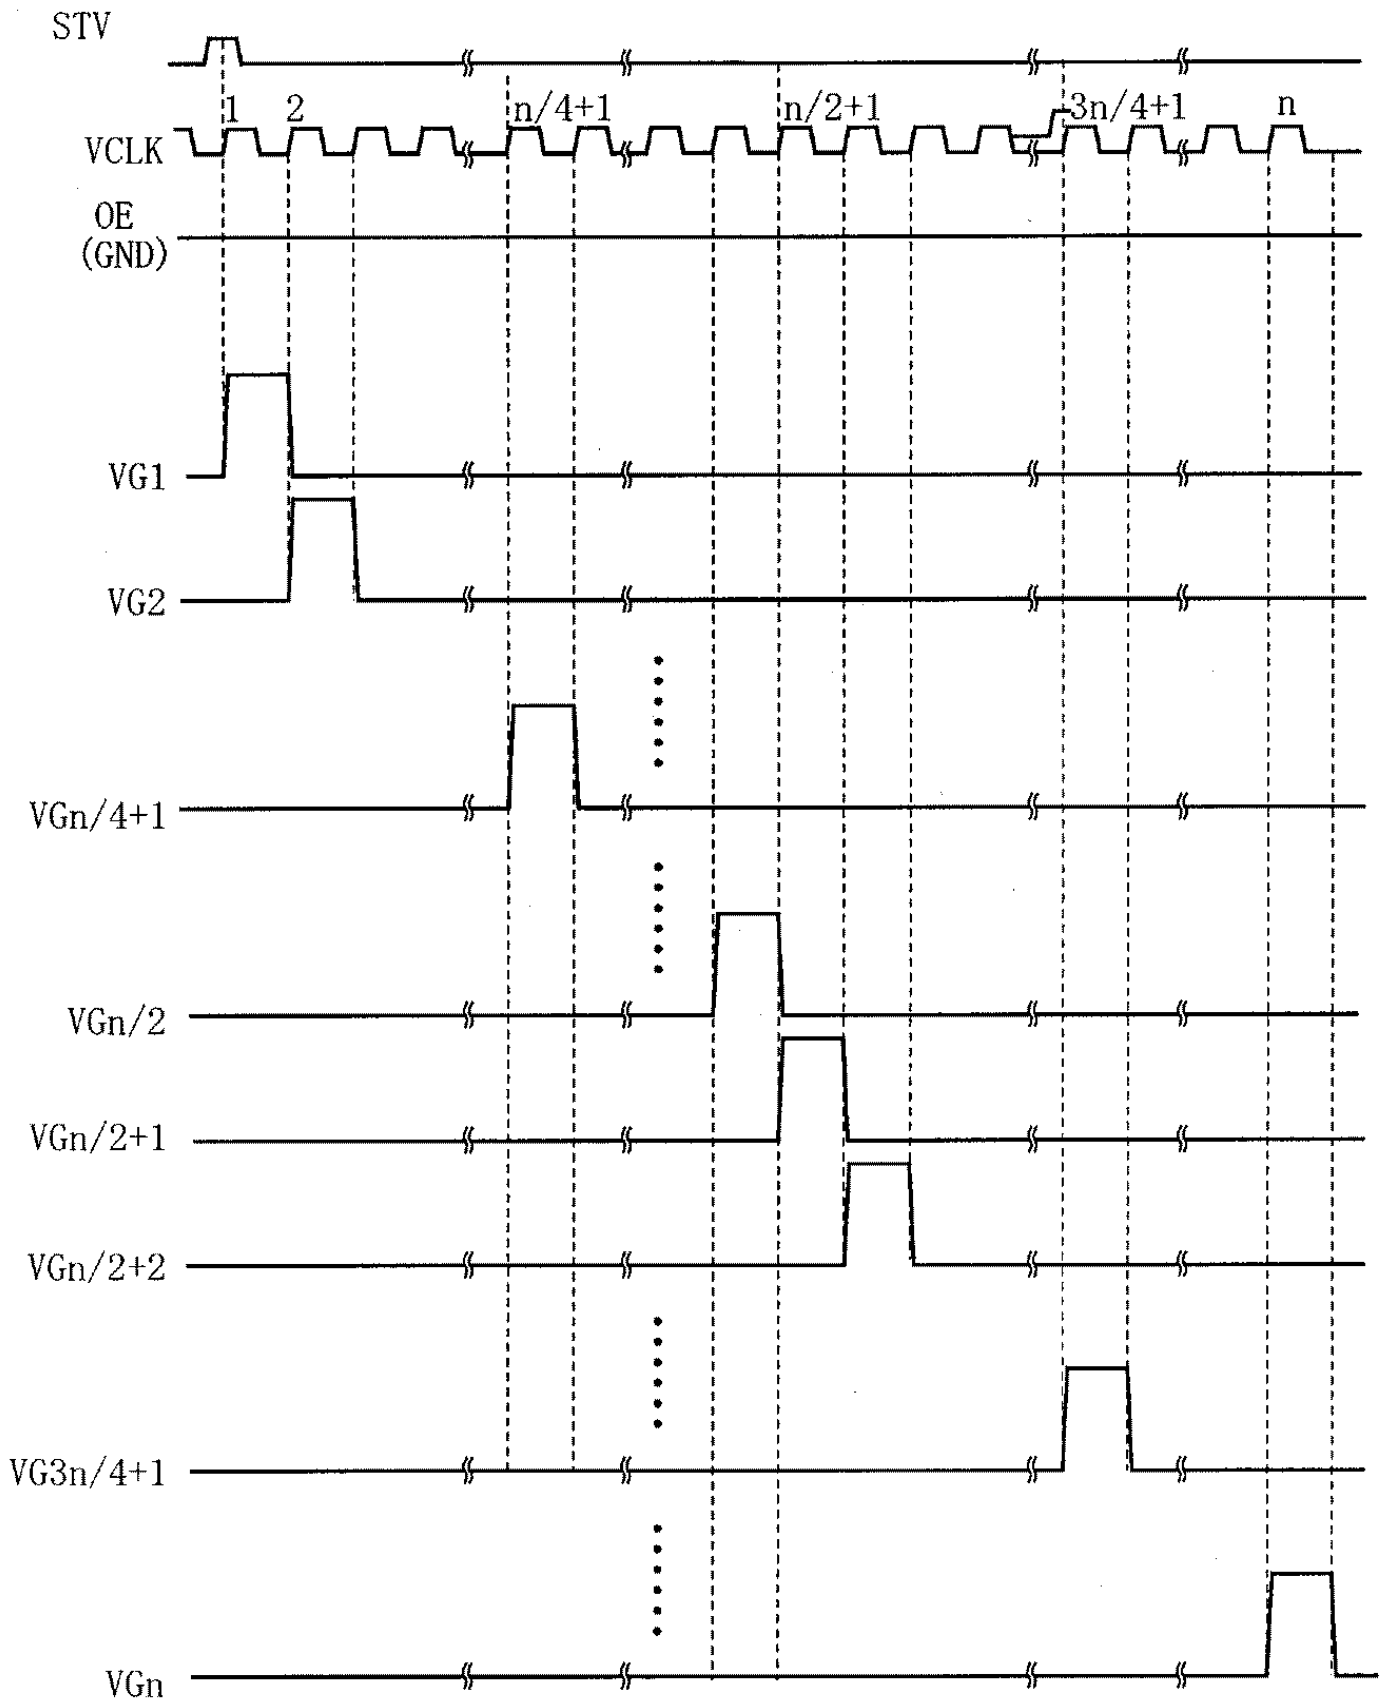 STV
1 2 n/4+1 n/2+1 3n/4+1 n
VCLK
OE
(GND)
VG1
VG2
VGn/4+1
VGn/2
VGn/2+1
VGn/2+2
VG3n/4+1
VGn